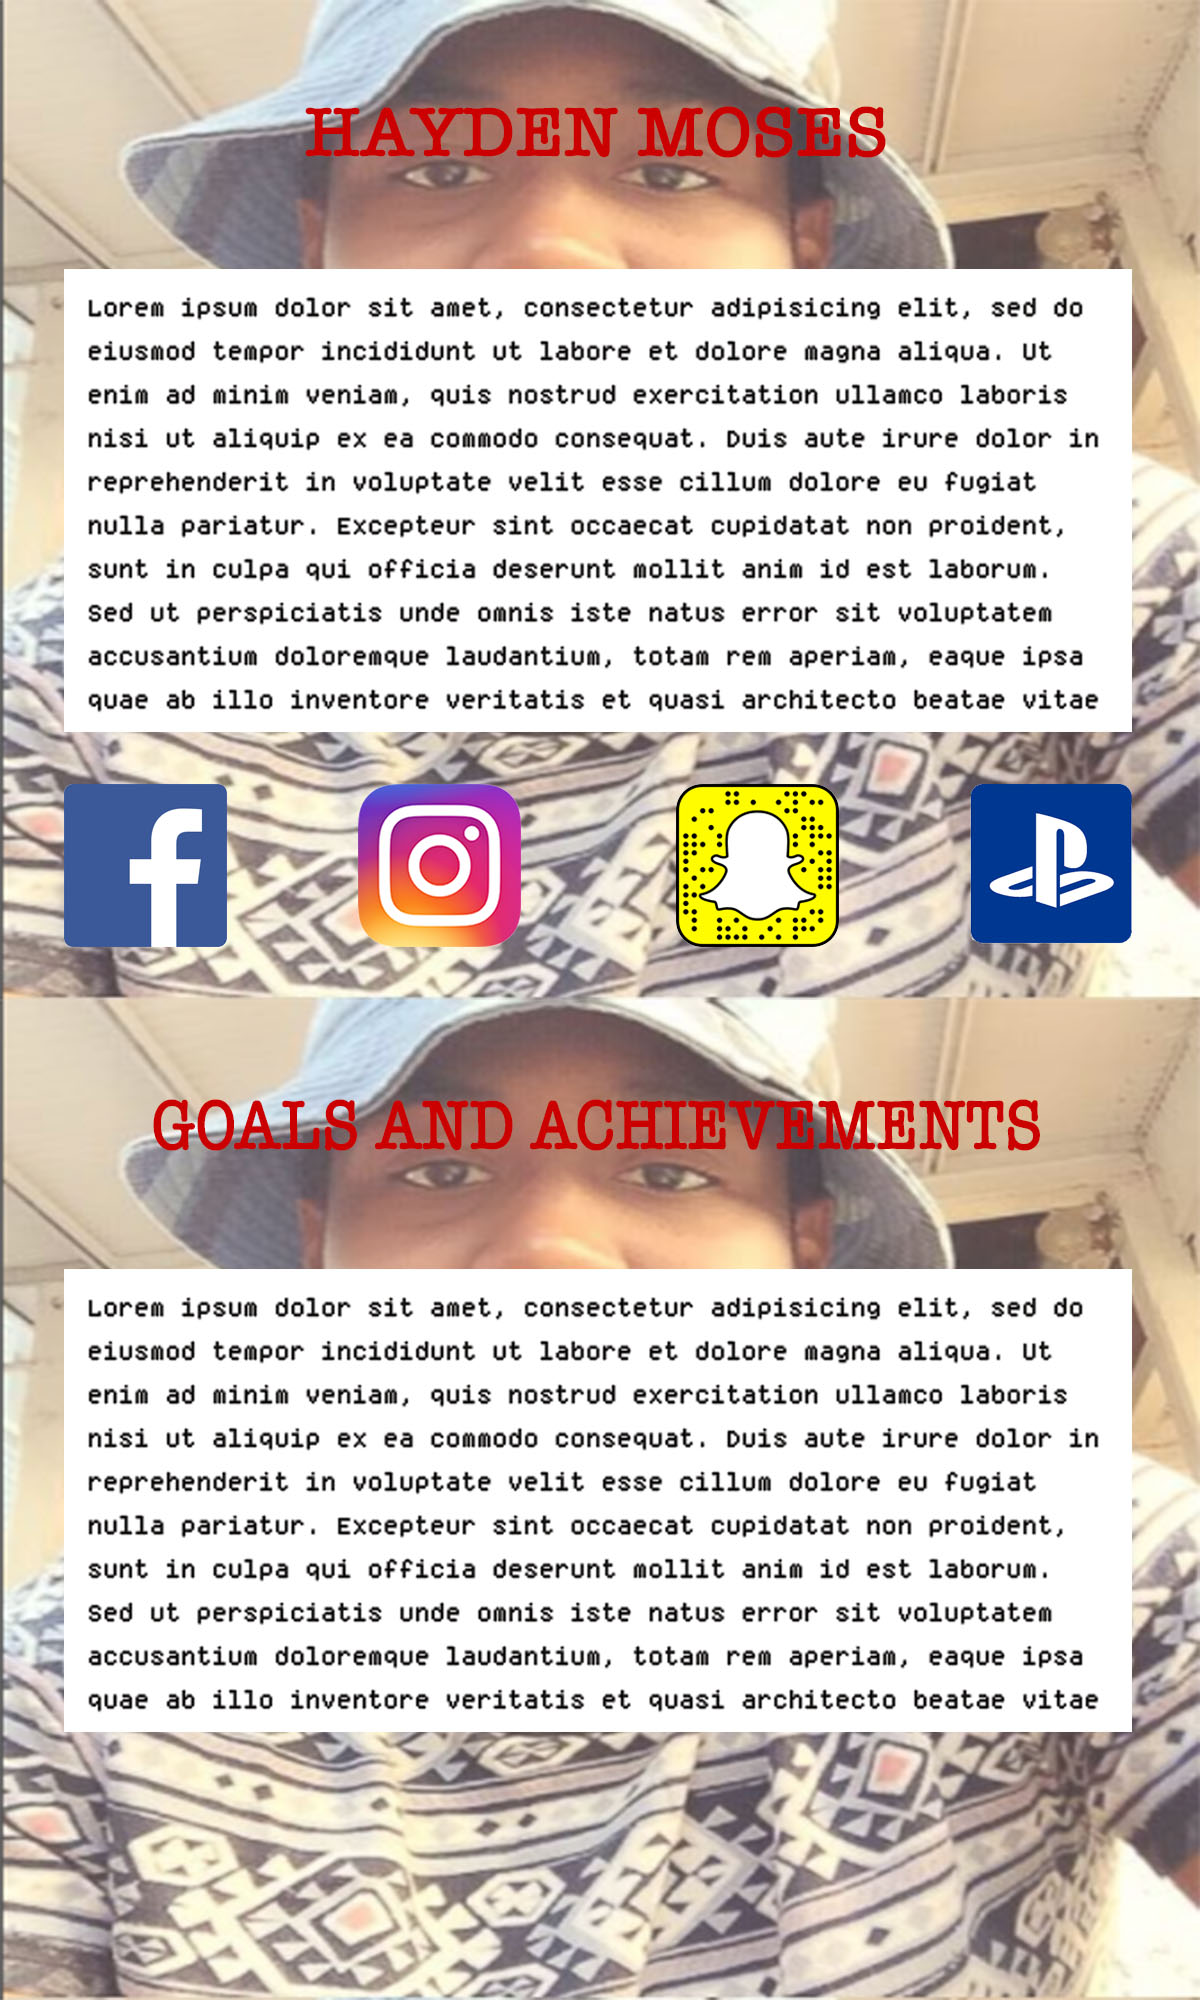 HAYDEN MOSES
Lorem ipsum dolor sit amet, consectetur adipisicing elit, sed do
eiusmod tempor incididunt ut labore et dolore magna aliqua. Ut
enim ad minim veniam, quis nostrud exercitation ullamco laboris
nisi ut aliquip ex ea commodo consequat. Duis aute irure dolor in
reprehenderit in voluptate velit esse cillum dolore eu fugiat
nulla pariatur. Excepteur sint occaecat cupidatat non proident,
sunt in culpa qui officia deserunt mollit anim id est laborum.
Sed ut perspiciatis unde omnis iste natus error sit voluptatem
accusantium doloremque laudantium, totam rem aperiam, eaque ipsa
quae ab illo inventore veritatis et quasi architecto beatae vitae
GOALS AND ACHIEVEMENTS
Lorem ipsum dolor sit amet, consectetur adipisicing elit, sed do
eiusmod tempor incididunt ut labore et dolore magna aliqua. Ut
enim ad minim veniam, quis nostrud exercitation ullamco laboris
nisi ut aliquip ex ea commodo consequat. Duis aute irure dolor in
reprehenderit in voluptate velit esse cillum dolore eu fugiat
nulla pariatur. Excepteur sint occaecat cupidatat non proident,
sunt in culpa qui officia deserunt mollit anim id est laborum.
Sed ut perspiciatis unde omnis iste natus error sit voluptatem
accusantium doloremque laudantium, totam rem aperiam, eaque ipsa
quae ab illo inventore veritatis et quasi architecto beatae vitae